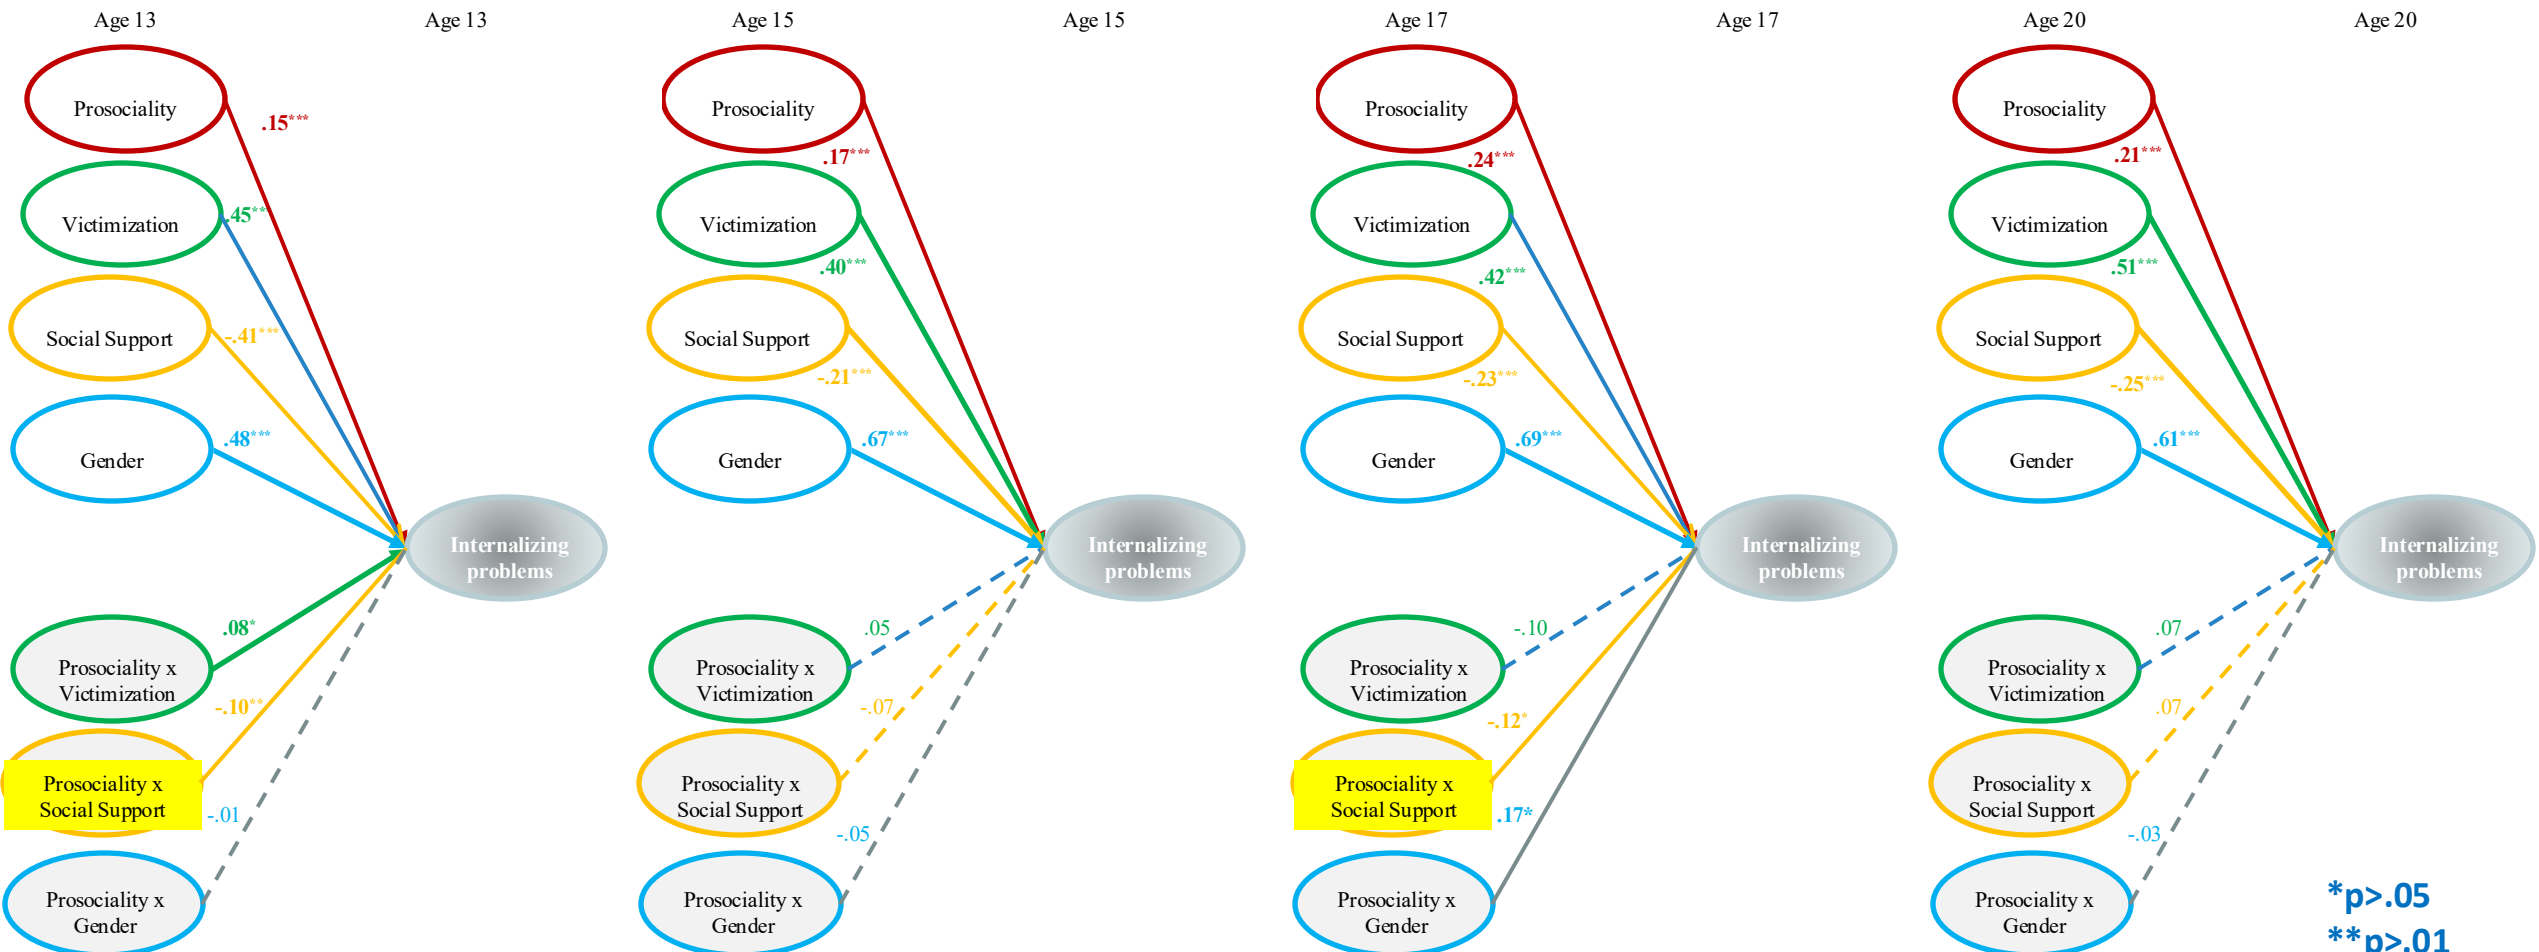 Age 13
Age 13
Age 15
Age 15
Age 17
Age 17
Age 20
Age 20
Prosociality
.15***
Victimization
.45***
Social Support
-.41***
Gender
.48***
Internalizing
problems
Prosociality x
Victimization
.08*
Prosociality x
Social Support
-.10**
Prosociality x
Gender
-.01
Prosociality
.17***
Victimization
.40***
Social Support
-.21***
Gender
.67***
Internalizing
problems
Prosociality x
Victimization
.05
Prosociality x
Social Support
-.07
Prosociality x
Gender
-.05
Prosociality
.24***
Victimization
.42***
Social Support
-.23***
Gender
.69***
Internalizing
problems
Prosociality x
Victimization
-.10
Prosociality x
Social Support
-.12*
Prosociality x
Gender
.17*
Prosociality
.21***
Victimization
.51***
Social Support
-.25***
Gender
.61***
Internalizing
problems
Prosociality x
Victimization
.07
Prosociality x
Social Support
.07
Prosociality x
Gender
-.03
*p>.05
**p>.01